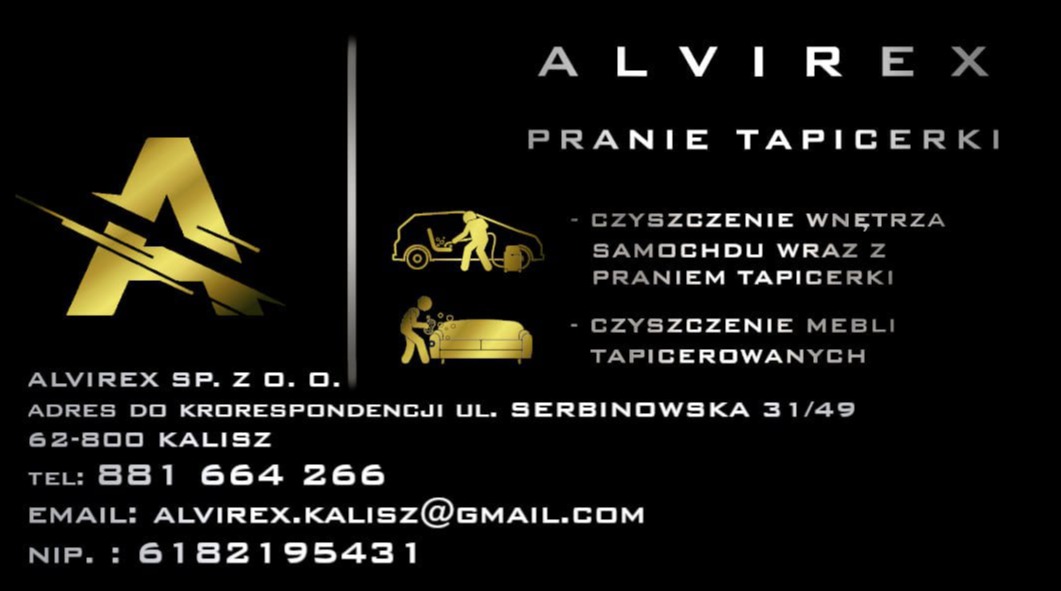 ALVIREX
PRANIE TAPICERKI
- CZYSZCZENIE WNĘTRZA
SAMOCHDU WRAZ Z
PRANIEM TAPICERKI
- CZYSZCZENIE MEBLI
TAPICEROWANYCH
ALVIREX SP. Z O. O.
ADRES DO KRORESPONDENCJI UL. SERBINOWSKA 31/49
62-800 KALISZ
TEL: 881 664 266
EMAIL: ALVIREX.KALISZ@GMAIL.COM
NIP. : 6182195431